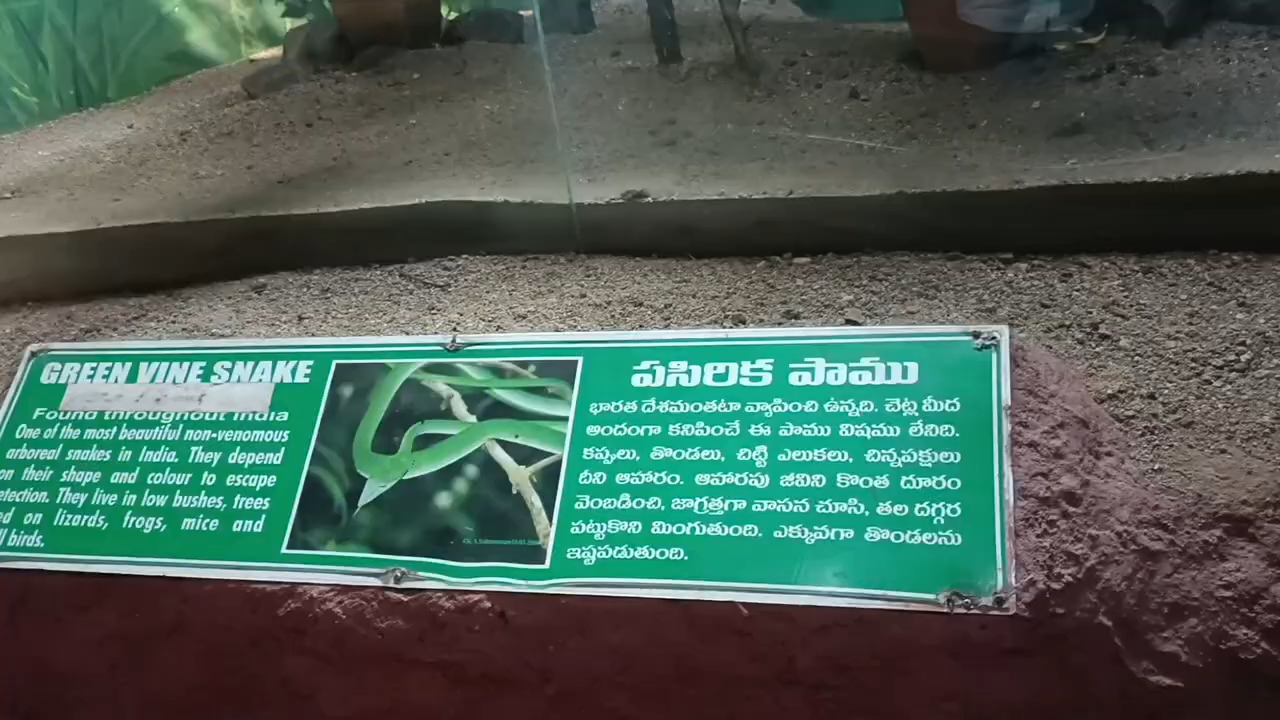 GREEN VINE SNAKE
Found throughout India
One of the most beautiful non-venomous
arboreal snakes in India. They depend
on their shape and colour to escape
etection. They live in low bushes, trees
ed on lizards, frogs, mice and
ll birds.
పసిరిక పాము
భారత దేశమంతటా వ్యాపించి ఉన్నది. చెట్ల మీద
అందంగా కనిపించే ఈ పాము విషము లేనిది.
కప్పలు, తొండలు, చిట్టి ఎలుకలు, చిన్నపక్షులు
దీని ఆహారం. ఆహారపు జీవిని కొంత దూరం
వెంబడించి, జాగ్రత్తగా వాసన చూసి, తల దగ్గర
పట్టుకొని మింగుతుంది. ఎక్కువగా తొండలను
ఇష్టపడుతుంది.